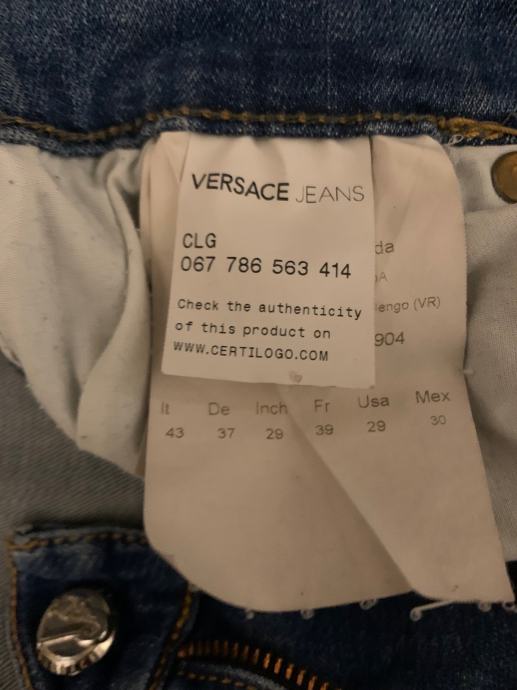 VERSACE JEANS
CLG
067 786 563 414
Check the authenticity
of this product on
WWW.CERTILOGO.COM
da
A
lengo (VR)
904
It De Inch Fr Usa Mex
43 37 29 39 29 30